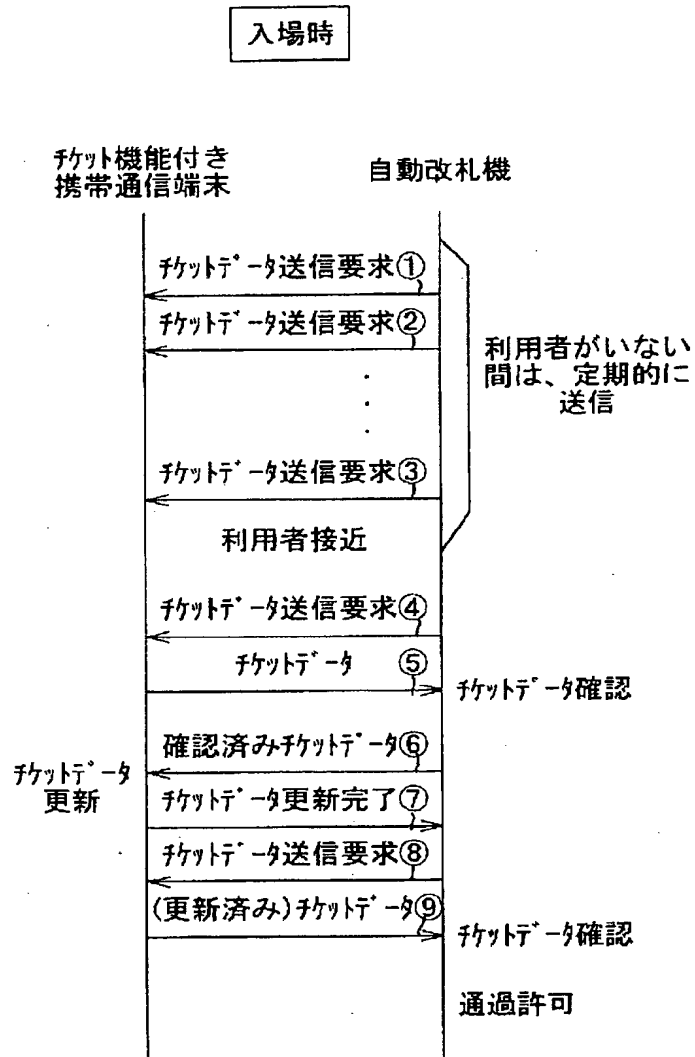 入場時
チケット機能付き
携帯通信端末
自動改札機
チケットデータ送信要求①
チケットデータ送信要求②
利用者がいない
間は、定期的に
送信
チケットデータ送信要求③
利用者接近
チケットデータ送信要求④
チケットデータ ⑤
チケットデータ確認
確認済みチケットデータ⑥
チケットデータ
更新
チケットデータ更新完了⑦
チケットデータ送信要求⑧
(更新済み)チケットデータ⑨
チケットデータ確認
通過許可